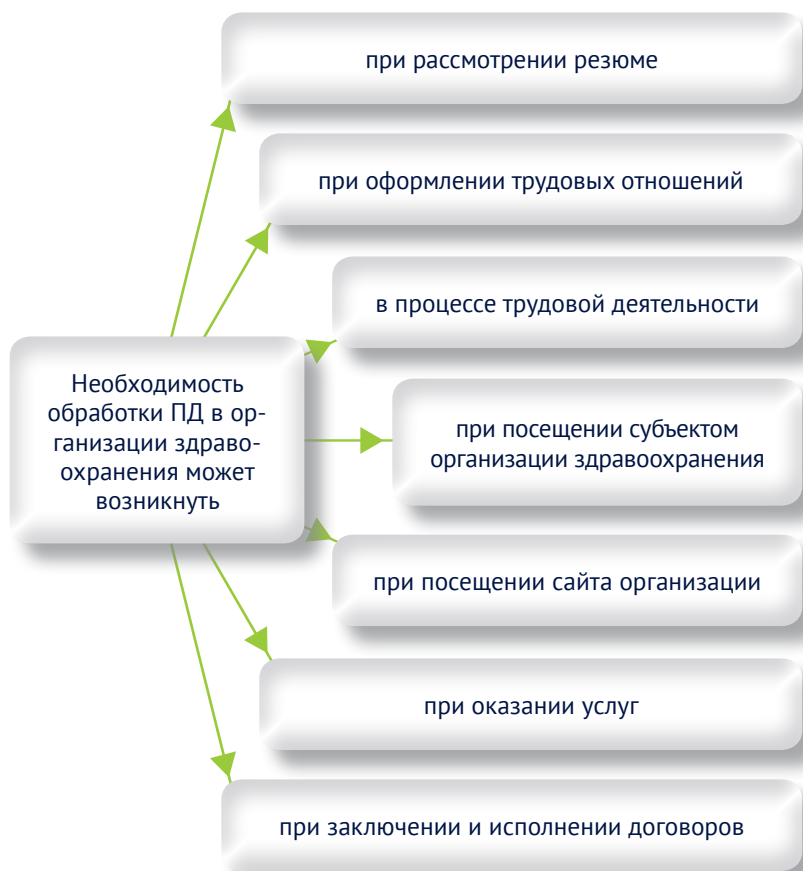 при рассмотрении резюме
при оформлении трудовых отношений
в процессе трудовой деятельности
Необходимость
обработки ПД в ор-
ганизации здраво-
охранения может
возникнуть
при посещении субъектом
организации здравоохранения
при посещении сайта организации
при оказании услуг
при заключении и исполнении договоров